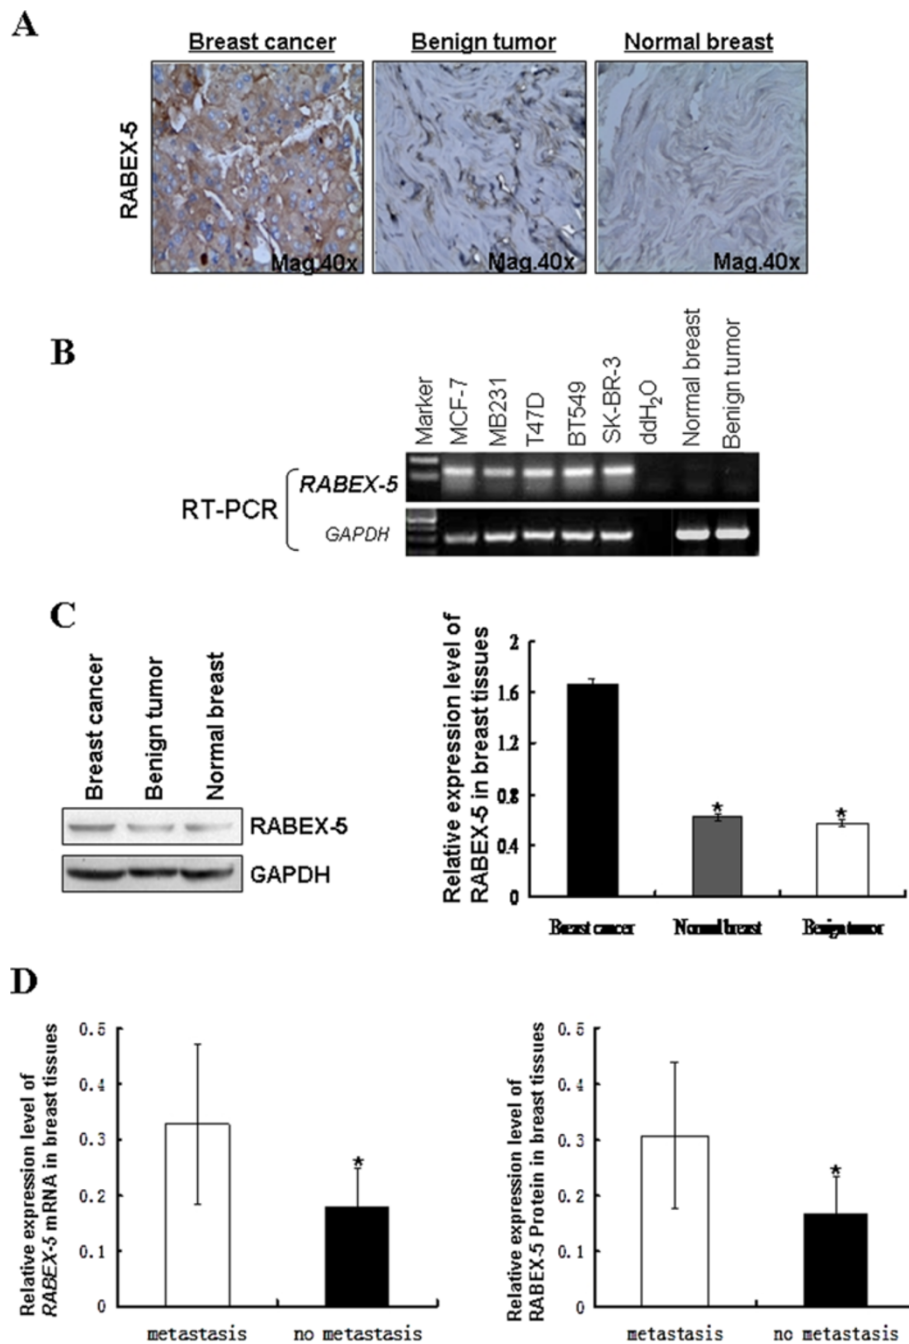 A
Breast cancer Benign tumor Normal breast
RABEX-5
Mag.40x Mag.40x Mag.40x
B
Marker MCF-7 MB231 T47D BT549 SK-BR-3 ddH₂O Normal breast Benign tumor
RT-PCR
RABEX-5
GAPDH
C
Breast cancer Benign tumor Normal breast
RABEX-5
GAPDH
Relative expression level of
RABEX-5 in breast tissues
2
1.6
1.2
0.8
0.4
0
* *
Breast cancer Normal breast Benign tumor
D
Relative expression level of
RABEX-5 mRNA in breast tissues
0.5
0.4
0.3
0.2
0.1
0
*
metastasis no metastasis
Relative expression level of
RABEX-5 Protein in breast tissues
0.5
0.4
0.3
0.2
0.1
0
*
metastasis no metastasis